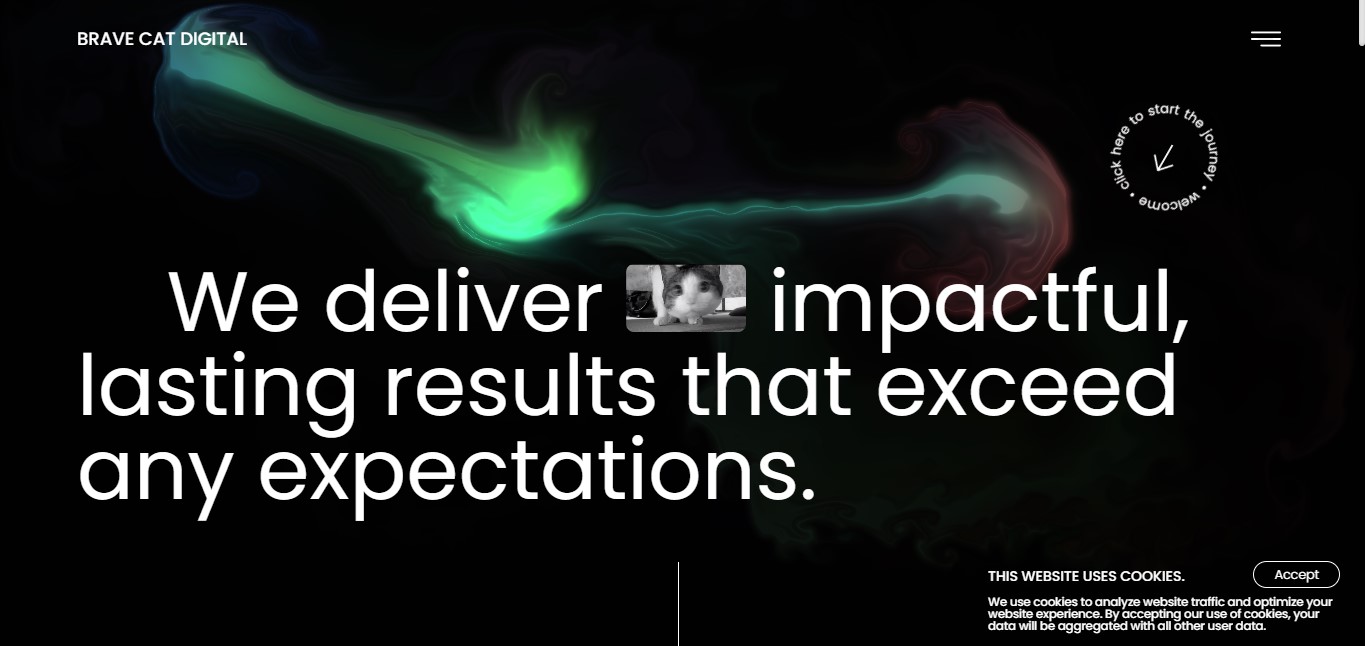 BRAVE CAT DIGITAL
click here to start the journey • welcome •
We deliver impactful,
lasting results that exceed
any expectations.
THIS WEBSITE USES COOKIES.
Accept
We use cookies to analyze website traffic and optimize your
website experience. By accepting our use of cookies, your
data will be aggregated with all other user data.